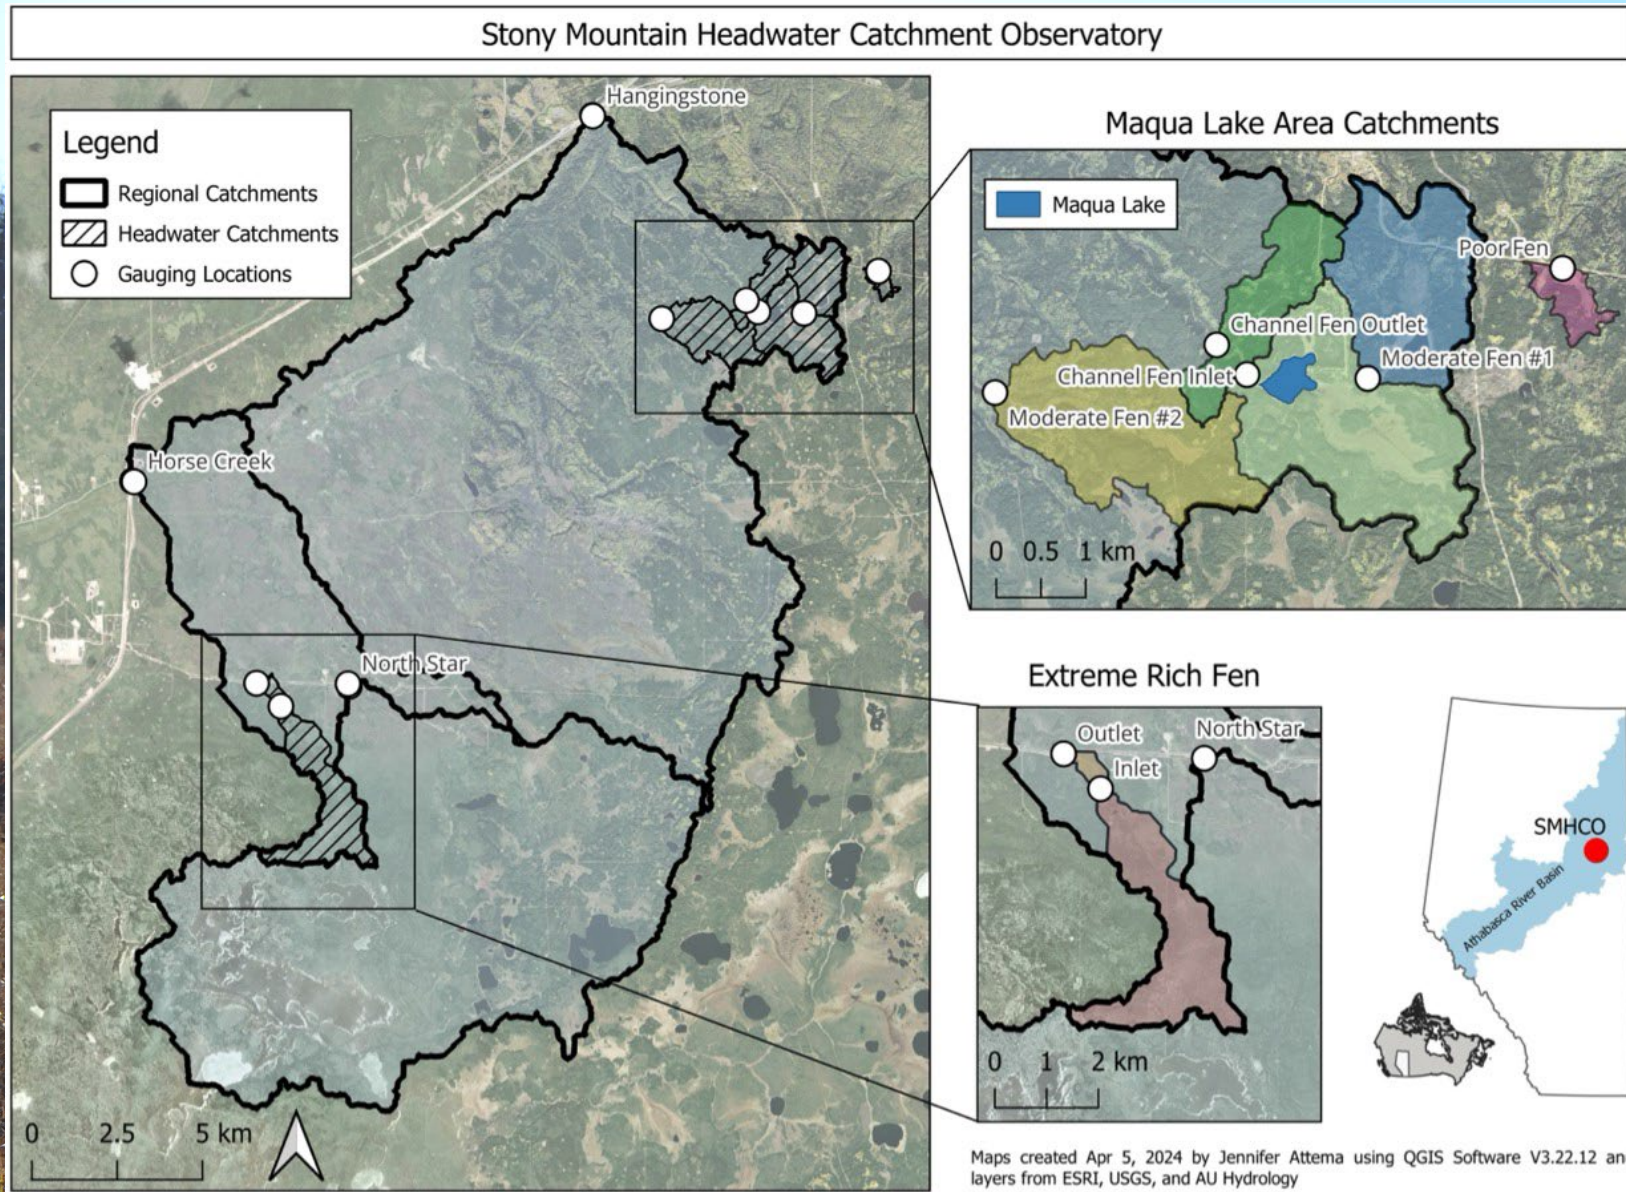 Stony Mountain Headwater Catchment Observatory
Hangingstone
Legend
Regional Catchments
Headwater Catchments
Gauging Locations
Horse Creek
North Star
0 2.5 5 km
Maqua Lake Area Catchments
Maqua Lake
Poor Fen
Channel Fen Outlet
Moderate Fen #1
Channel Fen Inlet
Moderate Fen #2
0 0.5 1 km
Extreme Rich Fen
Outlet
North Star
Inlet
0 1 2 km
SMHCO
Athabasca River Basin
Maps created Apr 5, 2024 by Jennifer Attema using QGIS Software V3.22.12
layers from ESRI, USGS, and AU Hydrology